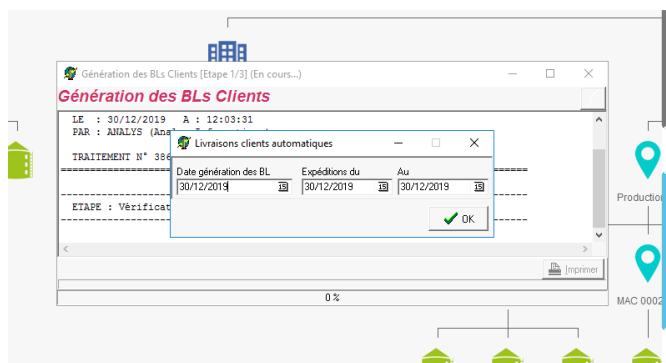 Génération des BLs Clients [Etape 1/3] (En cours...)
Génération des BLs Clients
LE : 30/12/2019 A : 12:03:31
PAR : ANALYS
TRAITEMENT N° 386
ETAPE :
Livraisons clients automatiques
Date génération des BL Expéditions du Au
30/12/2019 30/12/2019 30/12/2019
OK
Imprimer
0 %
Production
MAC 0002